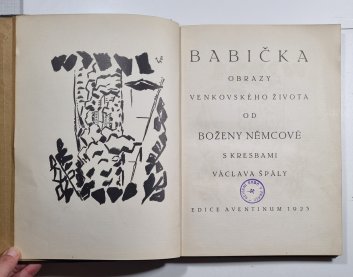 BABIČKA
OBRAZY
VENKOVSKÉHO ŽIVOTA
OD
BOŽENY NĚMCOVÉ
S KRESBAMI
VÁCLAVA ŠPÁLY
EDICE AVENTINUM 1923